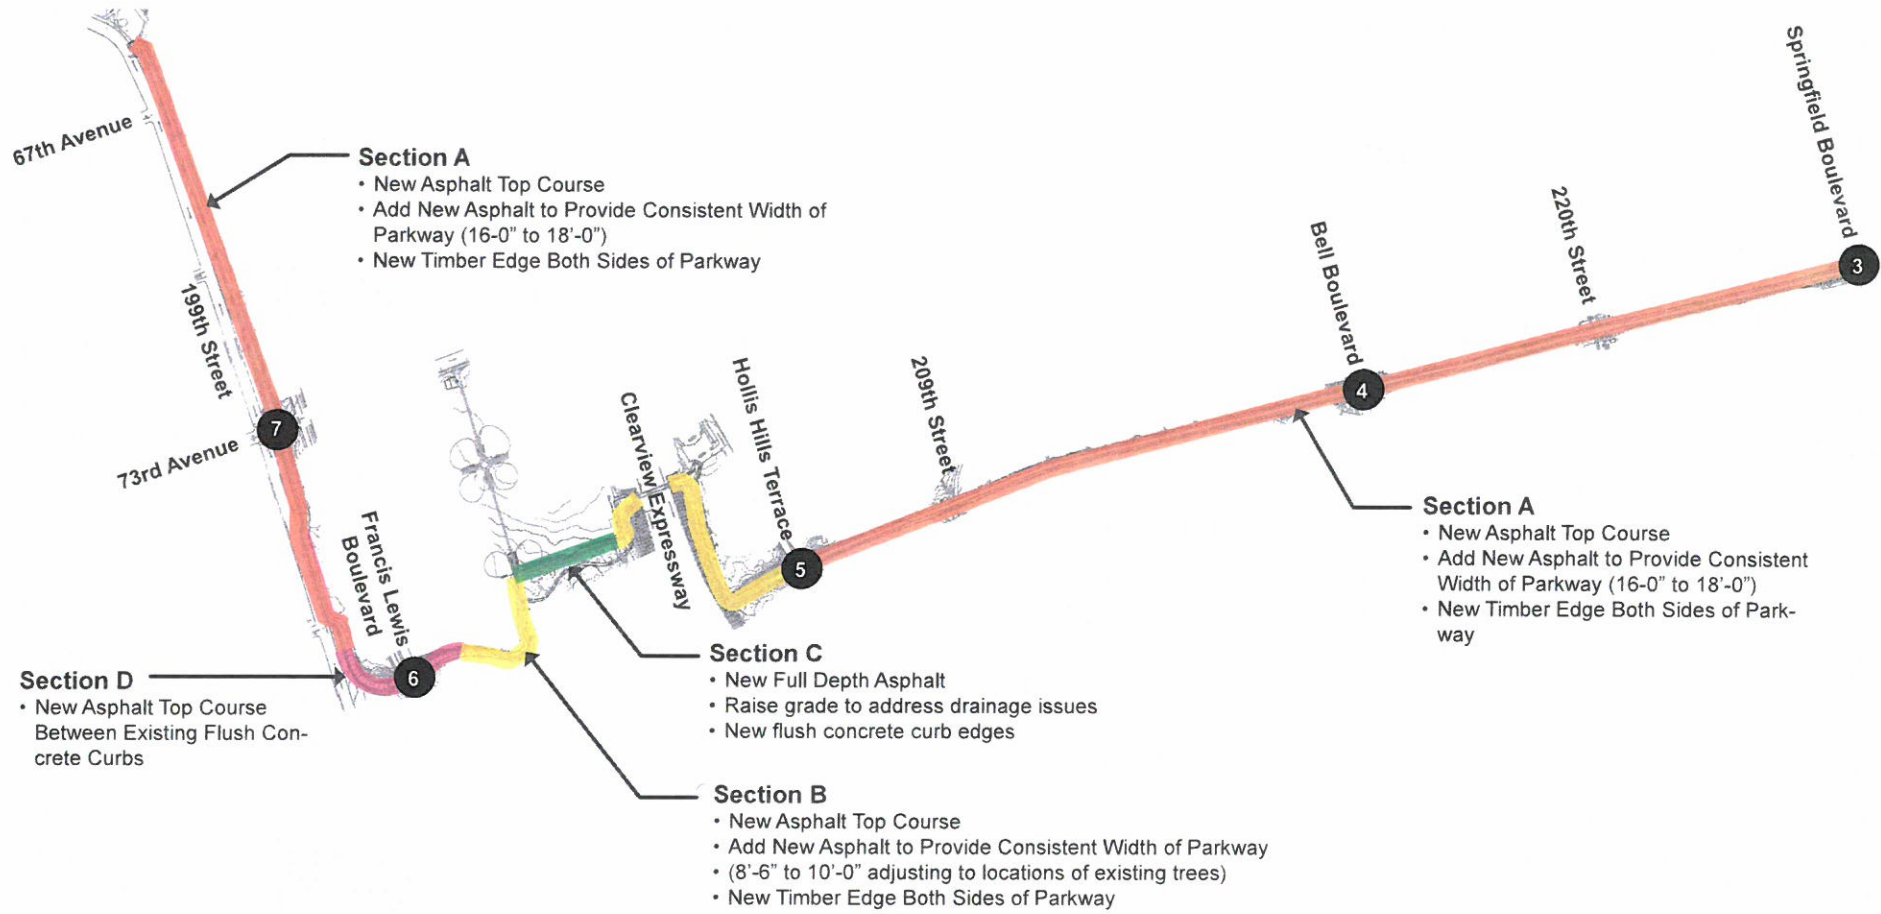 Springfield Boulevard
67th Avenue
Section A
• New Asphalt Top Course
• Add New Asphalt to Provide Consistent Width of
Parkway (16-0” to 18’-0”)
• New Timber Edge Both Sides of Parkway
220th Street
Bell Boulevard
3
199th Street
4
Hollis Hills Terrace
209th Street
Clearview Expressway
7
73rd Avenue
Francis Lewis
Boulevard
5
6
Section A
• New Asphalt Top Course
• Add New Asphalt to Provide Consistent
Width of Parkway (16-0” to 18’-0”)
• New Timber Edge Both Sides of Park-
way
Section D
• New Asphalt Top Course
Between Existing Flush Con-
crete Curbs
Section C
• New Full Depth Asphalt
• Raise grade to address drainage issues
• New flush concrete curb edges
Section B
• New Asphalt Top Course
• Add New Asphalt to Provide Consistent Width of Parkway
• (8’-6” to 10’-0” adjusting to locations of existing trees)
• New Timber Edge Both Sides of Parkway